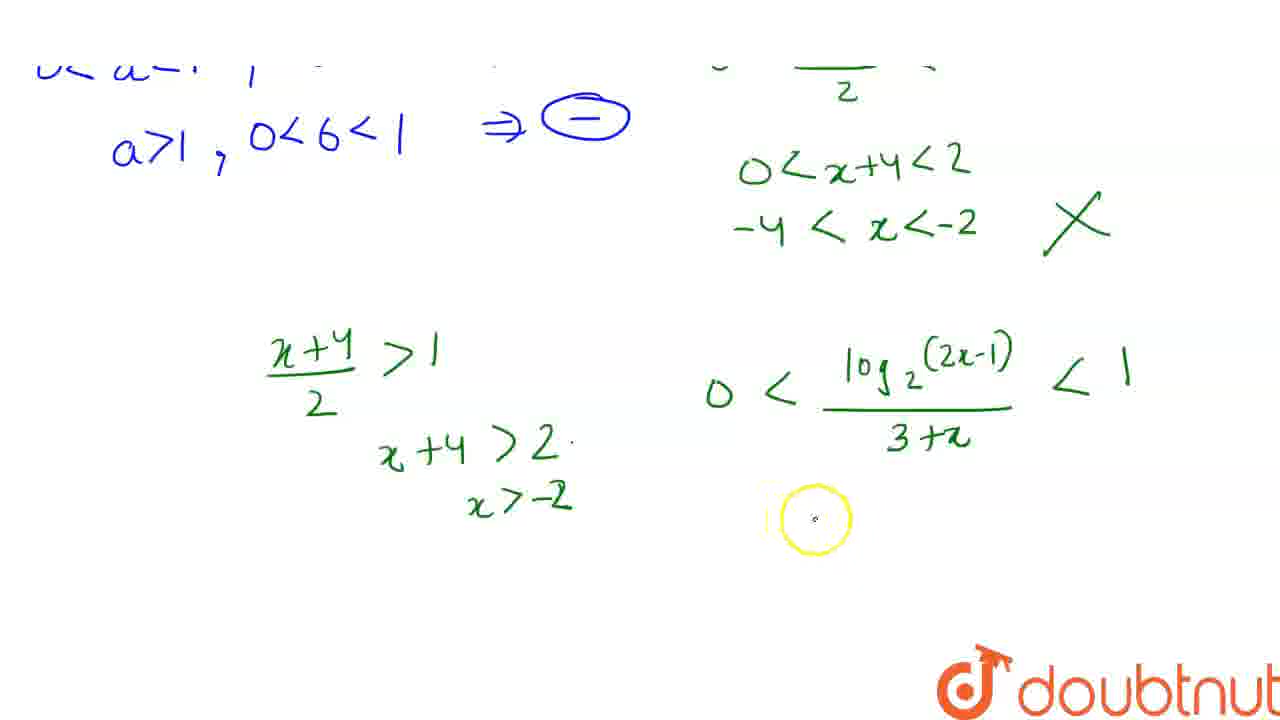 a>1, 0<b<1 ⇒ −
2
0<x+4<2
-4<x<-2 ✗
x+4/2 >1
x+4 >2
x>-2
0 < log₂(2x-1)/3+x < 1
doubtnut